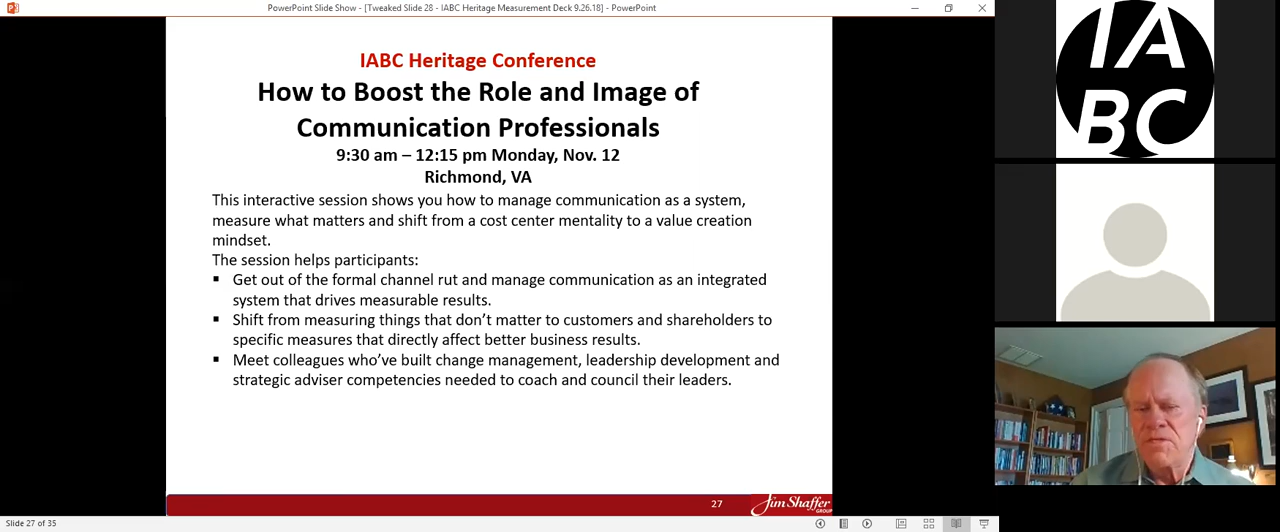 PowerPoint Slide Show - [Tweaked Slide 28 - IABC Heritage Measurement Deck 9.26.18] - PowerPoint
IABC Heritage Conference
How to Boost the Role and Image of
Communication Professionals
9:30 am – 12:15 pm Monday, Nov. 12
Richmond, VA
This interactive session shows you how to manage communication as a system,
measure what matters and shift from a cost center mentality to a value creation
mindset.
The session helps participants:
▪ Get out of the formal channel rut and manage communication as an integrated
system that drives measurable results.
▪ Shift from measuring things that don’t matter to customers and shareholders to
specific measures that directly affect better business results.
▪ Meet colleagues who’ve built change management, leadership development and
strategic adviser competencies needed to coach and council their leaders.
27
Jim Shaffer
GROUP
Slide 27 of 35
IA
BC